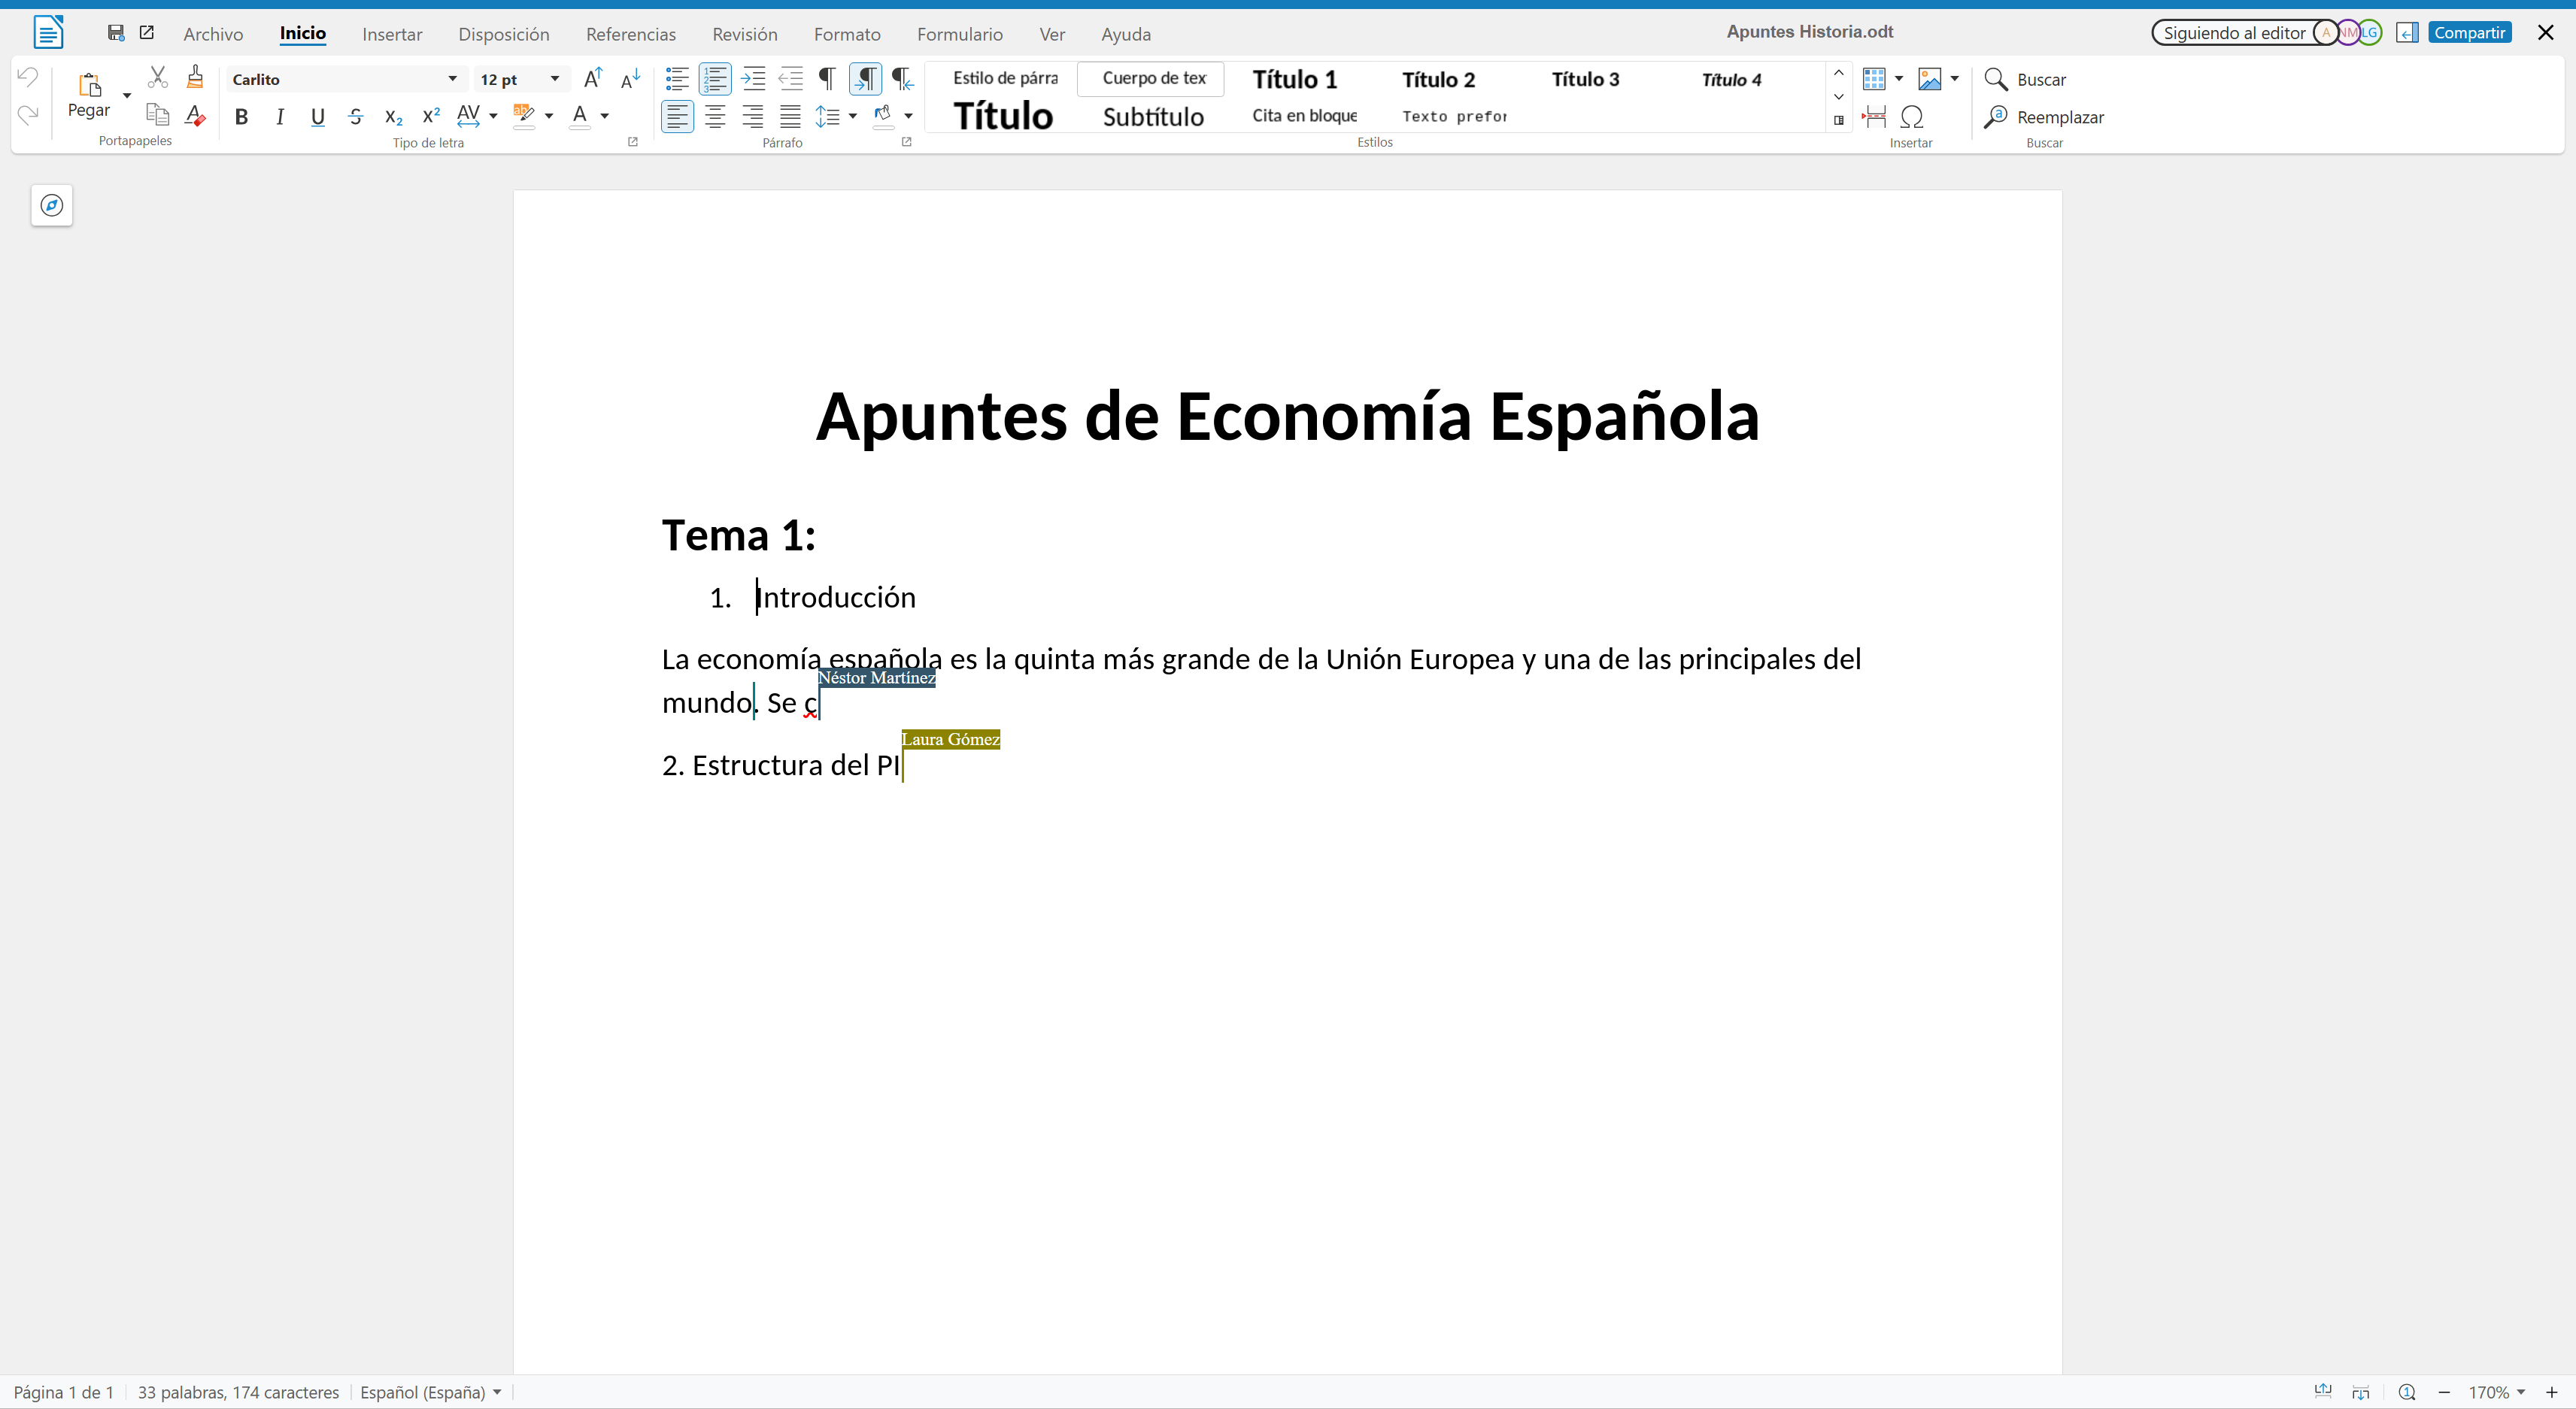 Archivo Inicio Insertar Disposición Referencias Revisión Formato Formulario Ver Ayuda
Apuntes Historia.odt
Siguiendo al editor A NM LG Compartir
Pegar
Portapapeles
Carlito 12 pt
Tipo de letra
Párrafo
Estilo de párra Cuerpo de tex Título 1 Título 2 Título 3 Título 4
Título Subtítulo Cita en bloque Texto prefor
Estilos
Insertar
Buscar
Reemplazar
Buscar
Apuntes de Economía Española
Tema 1:
1. Introducción
La economía española es la quinta más grande de la Unión Europea y una de las principales del
Néstor Martínez
mundo. Se c
Laura Gómez
2. Estructura del PI
Página 1 de 1 33 palabras, 174 caracteres Español (España) 170%